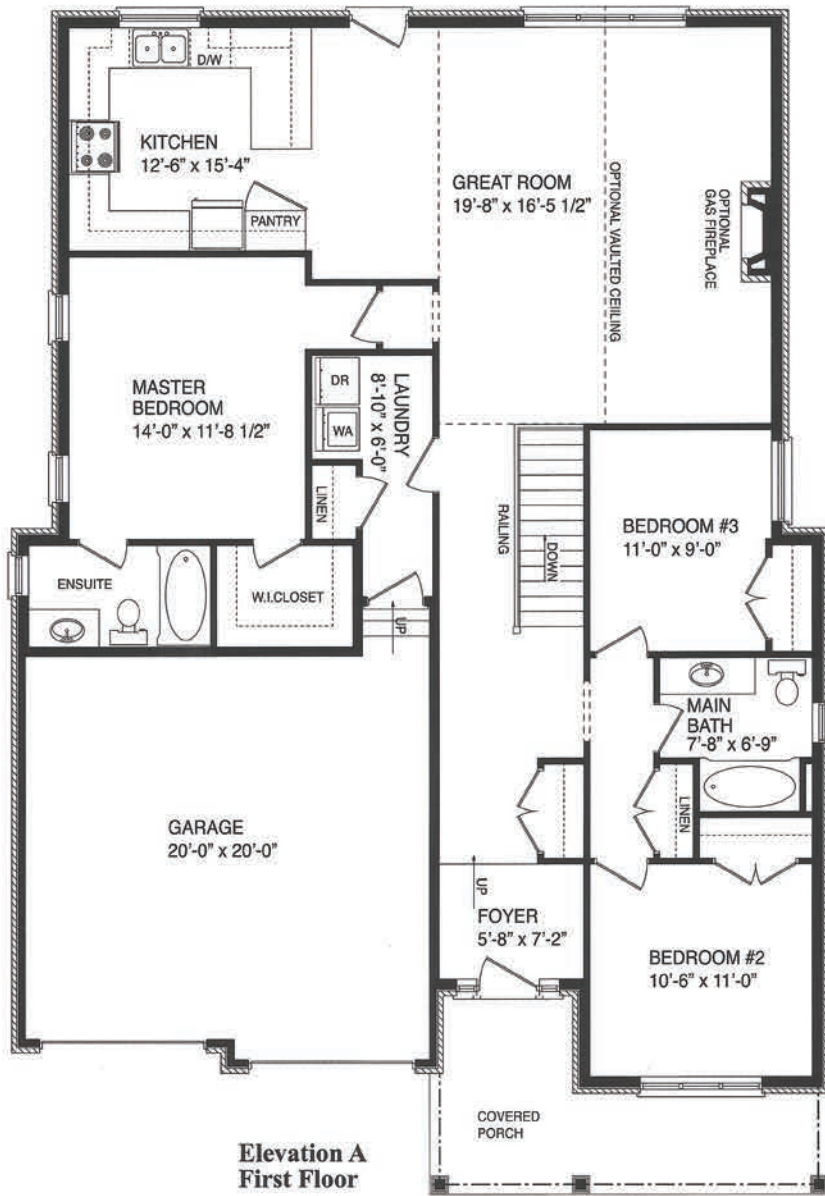 D/W
KITCHEN
12'-6" x 15'-4"
PANTRY
GREAT ROOM
19'-8" x 16'-5 1/2"
OPTIONAL VAULTED CEIILING
OPTIONAL
GAS FIREPLACE
MASTER
BEDROOM
14'-0" x 11'-8 1/2"
DR
WA
LAUNDRY
8'-10" x 6'-0"
LINEN
RAILING
DOWN
BEDROOM #3
11'-0" x 9'-0"
ENSUITE
W.I.CLOSET
UP
MAIN
BATH
7'-8" x 6'-9"
LINEN
GARAGE
20'-0" x 20'-0"
UP
FOYER
5'-8" x 7'-2"
BEDROOM #2
10'-6" x 11'-0"
COVERED
PORCH
Elevation A
First Floor